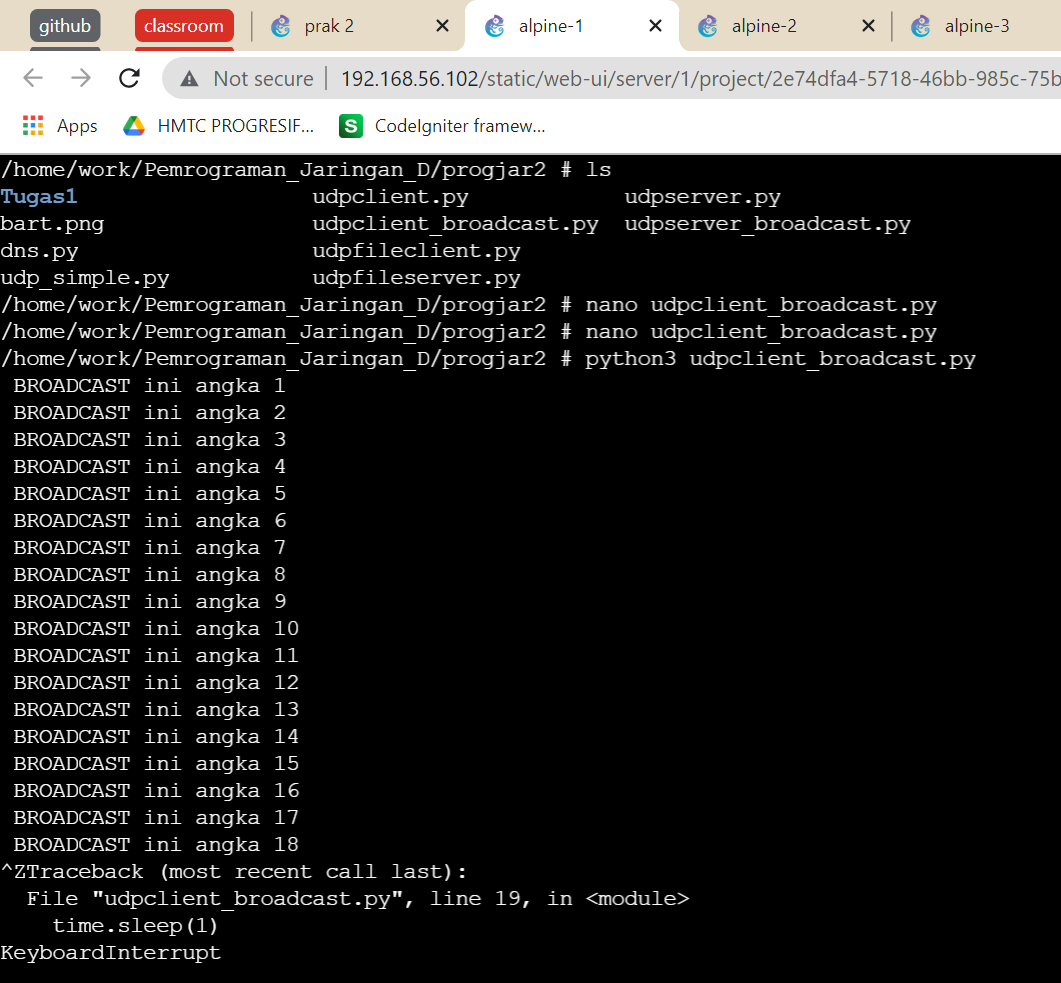 github classroom prak 2 alpine-1 alpine-2 alpine-3
Not secure 192.168.56.102/static/web-ui/server/1/project/2e74dfa4-5718-46bb-985c-75b
Apps HMTC PROGRESIF... S CodeIgniter framew...
/home/work/Pemrograman_Jaringan_D/progjar2 # ls
Tugas1 udpclient.py udpserver.py
bart.png udpclient_broadcast.py udpserver_broadcast.py
dns.py udpfileclient.py
udp_simple.py udpfileserver.py
/home/work/Pemrograman_Jaringan_D/progjar2 # nano udpclient_broadcast.py
/home/work/Pemrograman_Jaringan_D/progjar2 # nano udpclient_broadcast.py
/home/work/Pemrograman_Jaringan_D/progjar2 # python3 udpclient_broadcast.py
BROADCAST ini angka 1
BROADCAST ini angka 2
BROADCAST ini angka 3
BROADCAST ini angka 4
BROADCAST ini angka 5
BROADCAST ini angka 6
BROADCAST ini angka 7
BROADCAST ini angka 8
BROADCAST ini angka 9
BROADCAST ini angka 10
BROADCAST ini angka 11
BROADCAST ini angka 12
BROADCAST ini angka 13
BROADCAST ini angka 14
BROADCAST ini angka 15
BROADCAST ini angka 16
BROADCAST ini angka 17
BROADCAST ini angka 18
^ZTraceback (most recent call last):
File "udpclient_broadcast.py", line 19, in <module>
time.sleep(1)
KeyboardInterrupt